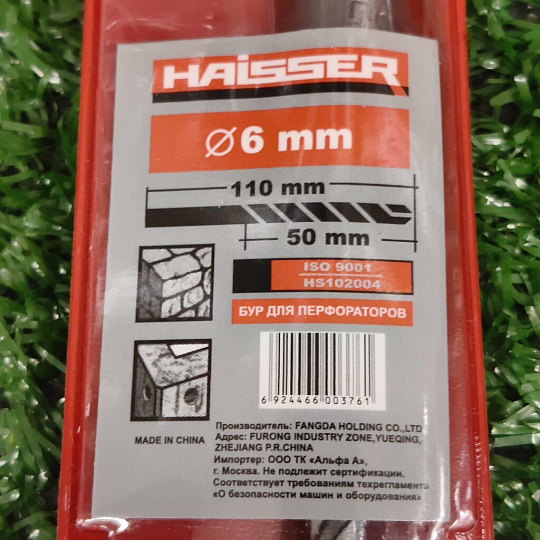 HAiSSER
Ø 6 mm
110 mm
50 mm
ISO 9001
HS102004
БУР ДЛЯ ПЕРФОРАТОРОВ
6 924466 003761
MADE IN CHINA
Производитель: FANGDA HOLDING CO.,LTD
Адрес: FURONG INDUSTRY ZONE,YUEQING,
ZHEJIANG P.R.CHINA
Импортер: ООО ТК «Альфа А»,
г. Москва. Не подлежит сертификации.
Соответствует требованиям техрегламента
«О безопасности машин и оборудования»